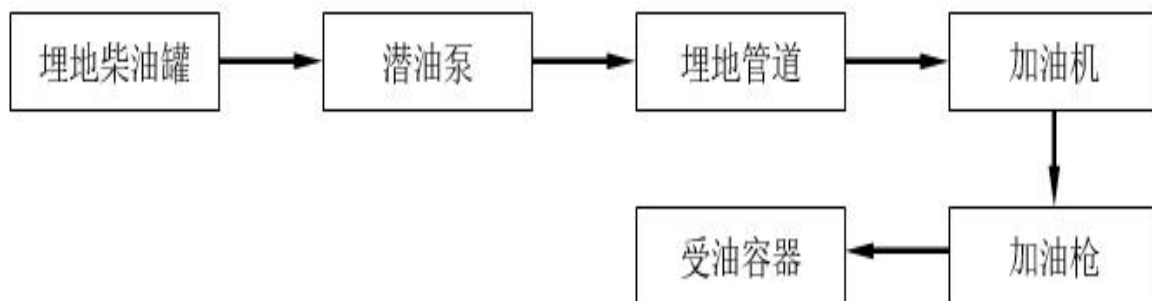 埋地柴油罐
潜油泵
埋地管道
加油机
加油枪
受油容器